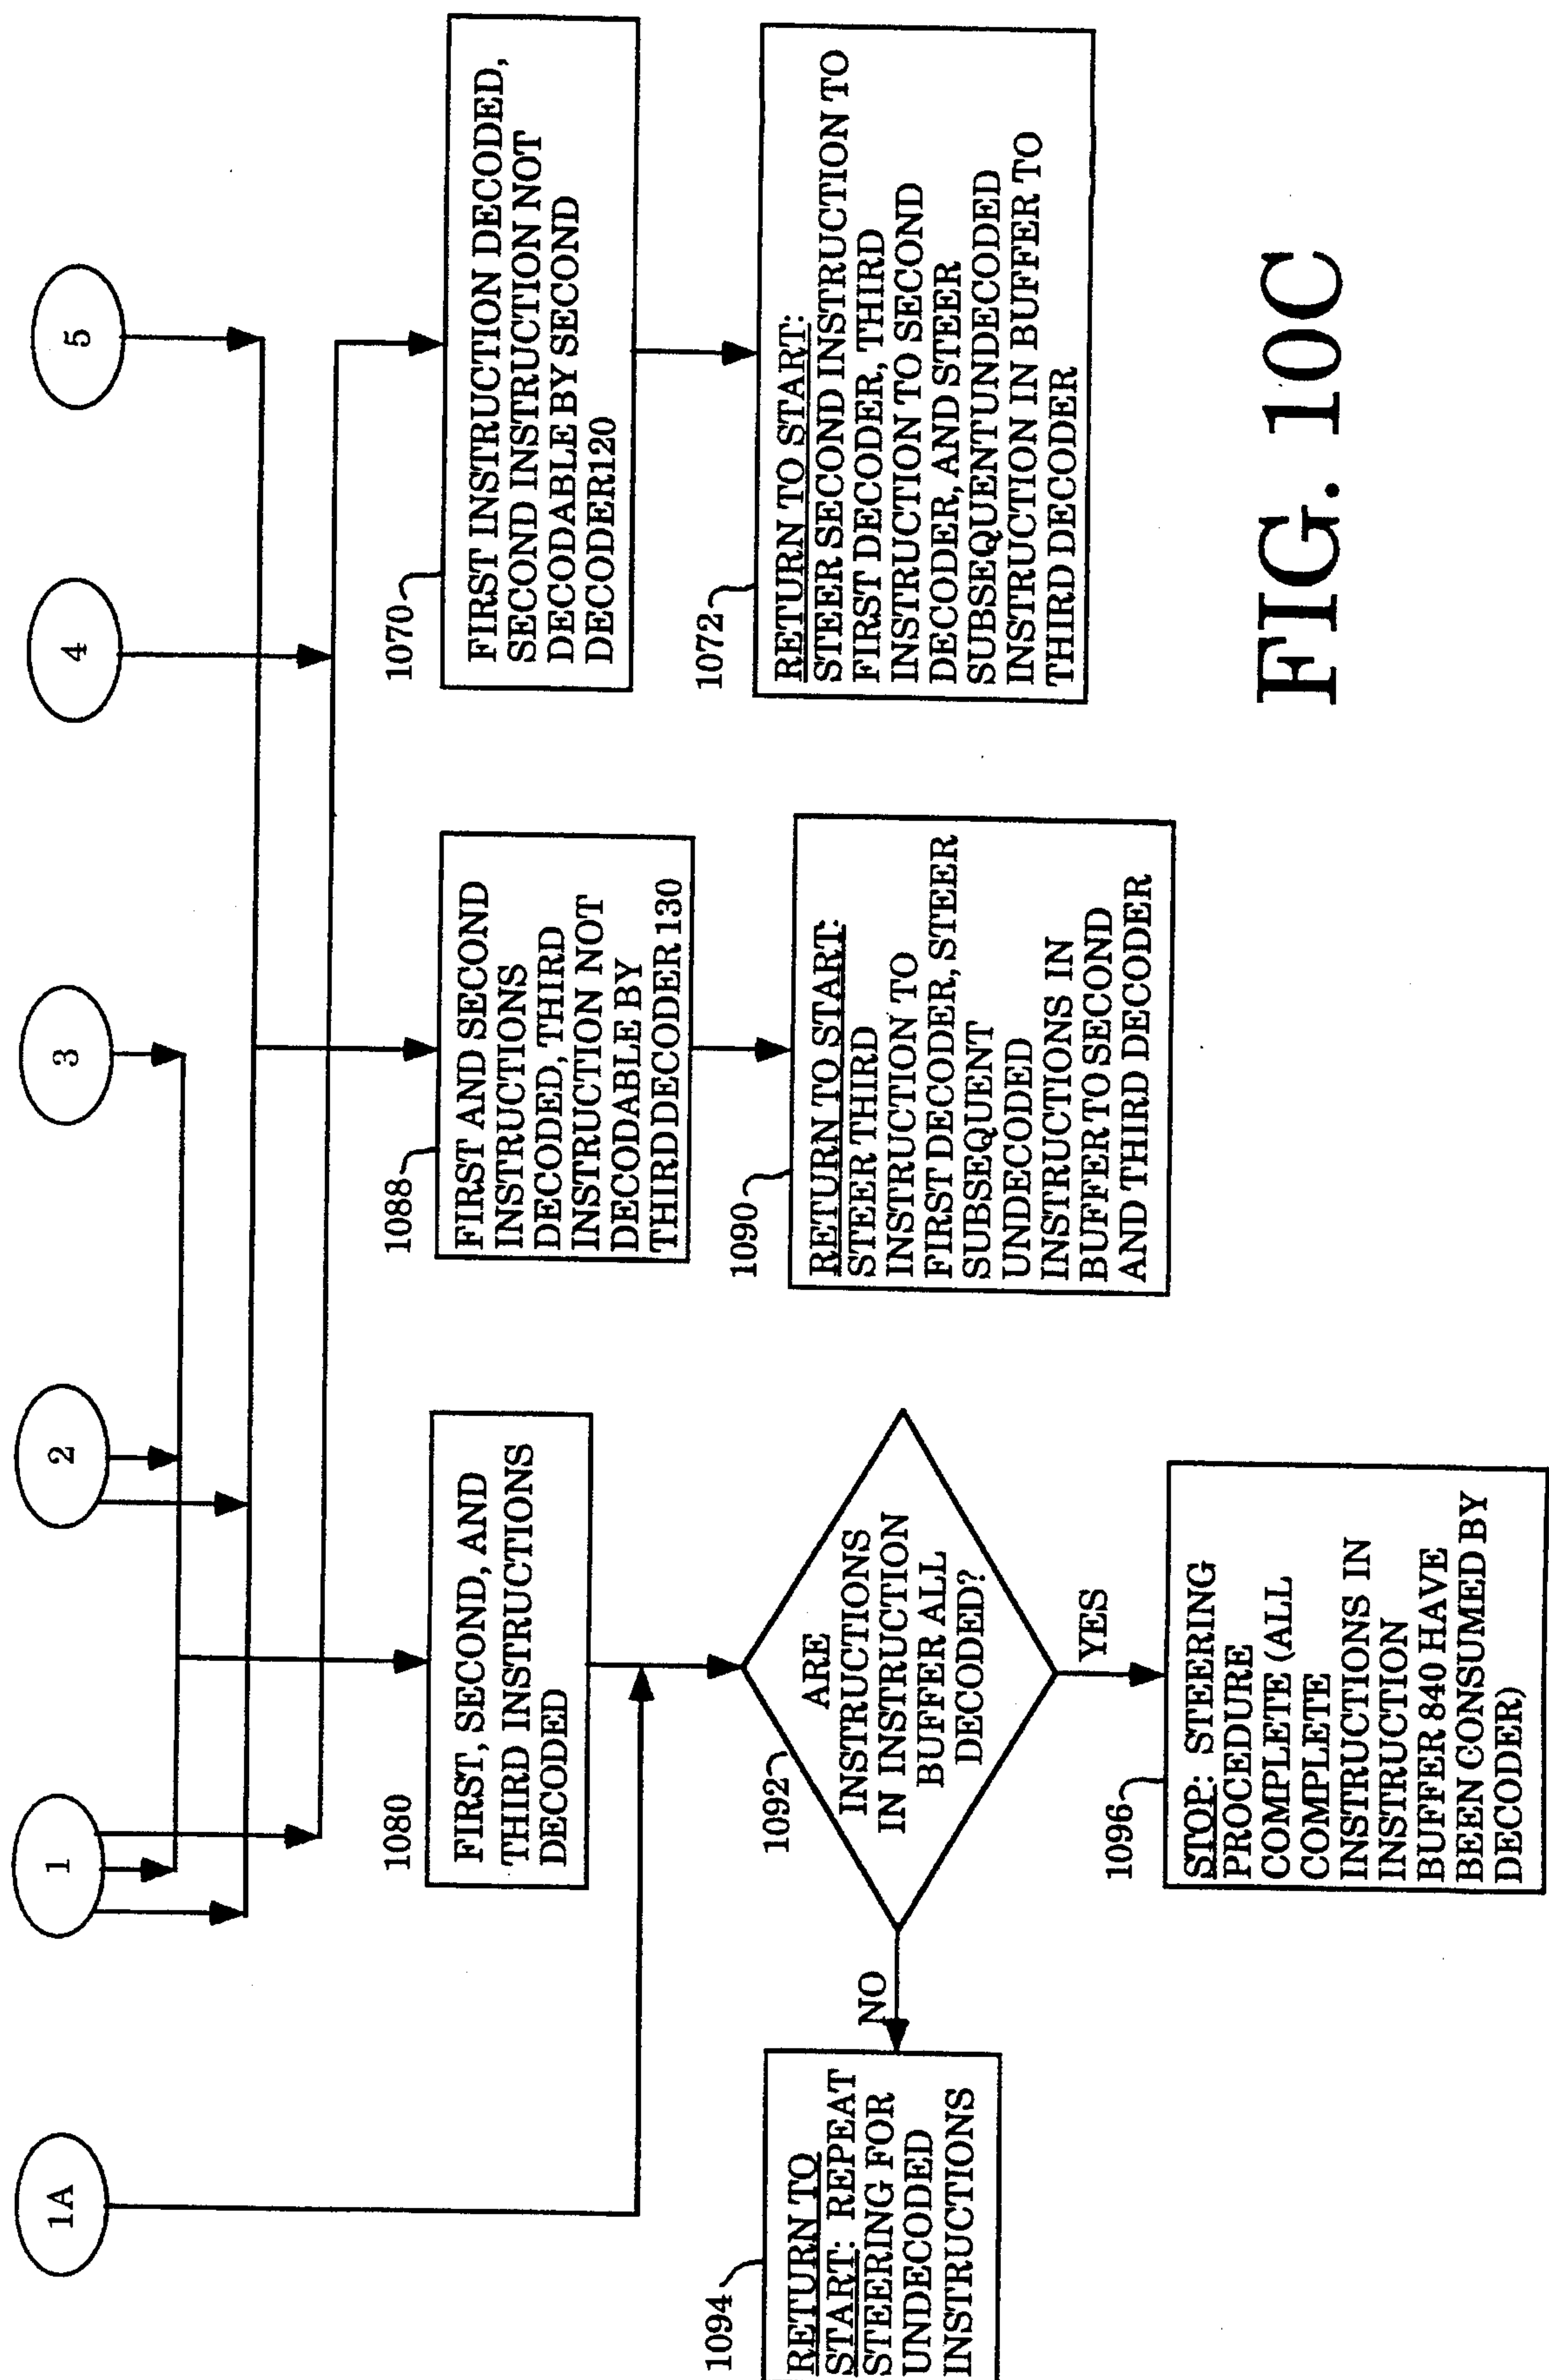 1A
1
2
3
4
5
1080
FIRST, SECOND, AND
THIRD INSTRUCTIONS
DECODED
1088
FIRST AND SECOND
INSTRUCTIONS
DECODED, THIRD
INSTRUCTION NOT
DECODABLE BY
THIRD DECODER 130
1070
FIRST INSTRUCTION DECODED,
SECOND INSTRUCTION NOT
DECODABLE BY SECOND
DECODER120
1094
RETURN TO
START: REPEAT
STEERING FOR
UNDECODED
INSTRUCTIONS
NO
1092
ARE
INSTRUCTIONS
IN INSTRUCTION
BUFFER ALL
DECODED?
YES
1090
RETURN TO START:
STEER THIRD
INSTRUCTION TO
FIRST DECODER, STEER
SUBSEQUENT
UNDECODED
INSTRUCTIONS IN
BUFFER TO SECOND
AND THIRD DECODER
1072
RETURN TO START:
STEER SECOND INSTRUCTION TO
FIRST DECODER, THIRD
INSTRUCTION TO SECOND
DECODER, AND STEER
SUBSEQUENTUNDECODED
INSTRUCTION IN BUFFER TO
THIRD DECODER
1096
STOP: STEERING
PROCEDURE
COMPLETE (ALL
COMPLETE
INSTRUCTIONS IN
INSTRUCTION
BUFFER 840 HAVE
BEEN CONSUMED BY
DECODER)
FIG. 10C